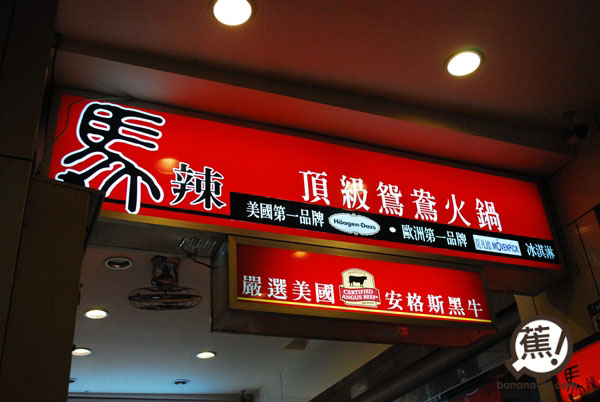 馬辣 頂級鴛鴦火鍋
美國第一品牌 Häagen-Dazs · 歐洲第一品牌 MÖVENPICK 冰淇淋
嚴選美國 CERTIFIED ANGUS BEEF 安格斯黑牛
蕉!